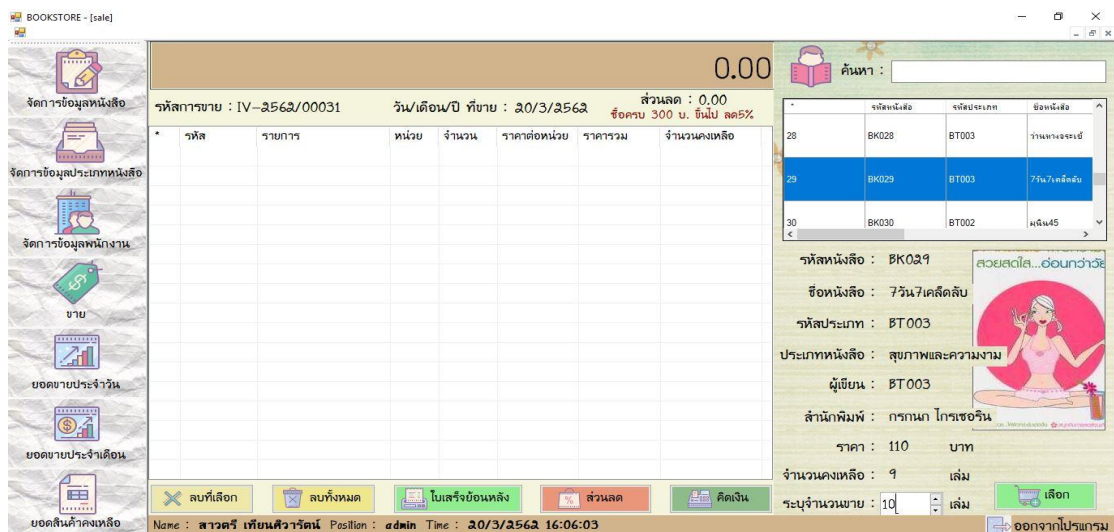 BOOKSTORE - [sale]
จัดการข้อมูลหนังสือ
จัดการข้อมูลประเภทหนังสือ
จัดการข้อมูลพนักงาน
ขาย
ยอดขายประจำวัน
ยอดขายประจำเดือน
ยอดสินค้าคงเหลือ
0.00
รหัสการขาย : IV-2562/00031 วัน/เดือน/ปี ที่ขาย : 20/3/2562 ส่วนลด : 0.00
ซื้อครบ 300 บ. ขึ้นไป ลด5%
* รหัส รายการ หน่วย จำนวน ราคาต่อหน่วย ราคารวม จำนวนคงเหลือ
ลบที่เลือก ลบทั้งหมด ใบเสร็จย้อนหลัง ส่วนลด คิดเงิน
Name : สาวตรี เทียนศิวารัตน์ Position : admin Time : 20/3/2562 16:06:03
ค้นหา :
* รหัสหนังสือ รหัสประเภท ชื่อหนังสือ
28 BK028 BT003 ว่านหางจระเข้
29 BK029 BT003 7วัน7เคล็ดลับ
30 BK030 BT002
รหัสหนังสือ : BK029
ชื่อหนังสือ : 7วัน7เคล็ดลับ
รหัสประเภท : BT003
ประเภทหนังสือ : สุขภาพและความงาม
ผู้เขียน : BT003
สำนักพิมพ์ : กรกนก ไกรเซอริน
ราคา : 110 บาท
จำนวนคงเหลือ : 9 เล่ม
ระบุจำนวนขาย : 10 เล่ม
สวยสดใส...อ่อนกว่าวัย
เลือก
ออกจากโปรแกรม